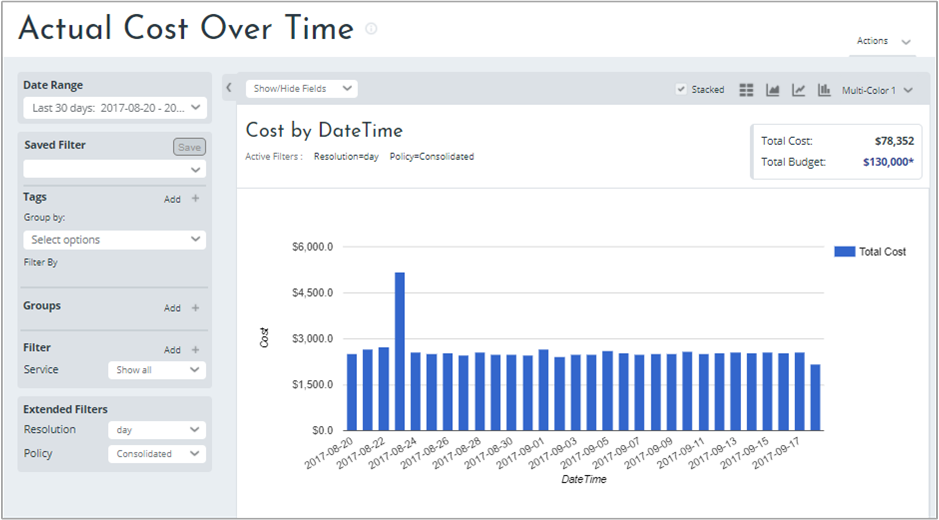 Actual Cost Over Time
Actions
Date Range
Last 30 days: 2017-08-20 - 20...
Saved Filter
Save
Tags
Add +
Group by:
Select options
Filter By
Groups
Add +
Filter
Add +
Service
Show all
Extended Filters
Resolution
day
Policy
Consolidated
Show/Hide Fields
Stacked
Multi-Color 1
Cost by DateTime
Active Filters : Resolution=day Policy=Consolidated
Total Cost: $78,352
Total Budget: $130,000*
$6,000.0
$4,500.0
$3,000.0
$1,500.0
$0.0
Cost
Total Cost
2017-08-20
2017-08-22
2017-08-24
2017-08-26
2017-08-28
2017-08-30
2017-09-01
2017-09-03
2017-09-05
2017-09-07
2017-09-09
2017-09-11
2017-09-13
2017-09-15
2017-09-17
DateTime